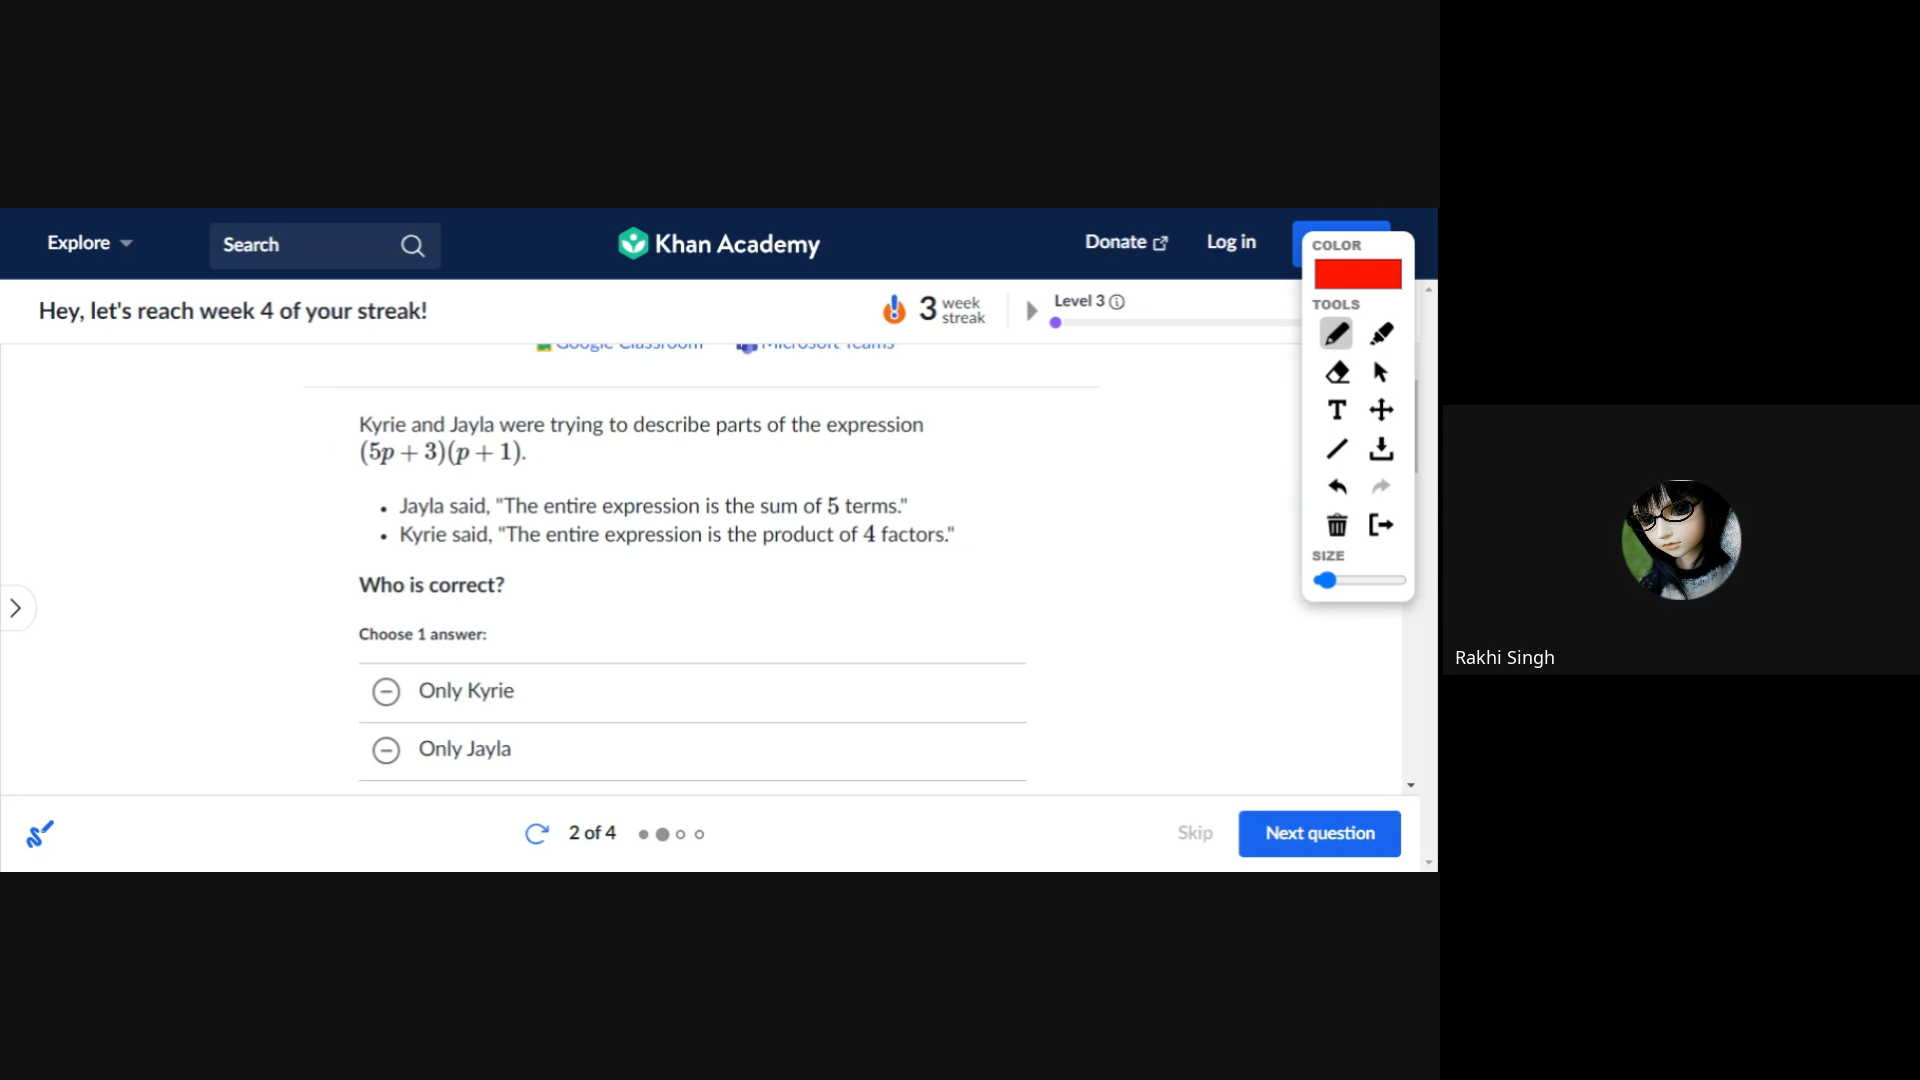 Explore
Search
Khan Academy
Donate
Log in
COLOR
TOOLS
SIZE
Hey, let's reach week 4 of your streak!
3 week streak
Level 3
Google Classroom
Microsoft Teams
Kyrie and Jayla were trying to describe parts of the expression
(5p + 3)(p + 1).
• Jayla said, "The entire expression is the sum of 5 terms."
• Kyrie said, "The entire expression is the product of 4 factors."
Who is correct?
Choose 1 answer:
Only Kyrie
Only Jayla
2 of 4
Skip
Next question
Rakhi Singh